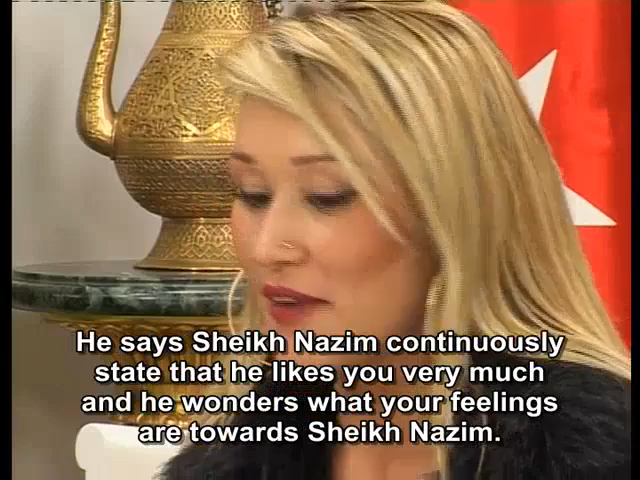 He says Sheikh Nazim continuously
state that he likes you very much
and he wonders what your feelings
are towards Sheikh Nazim.